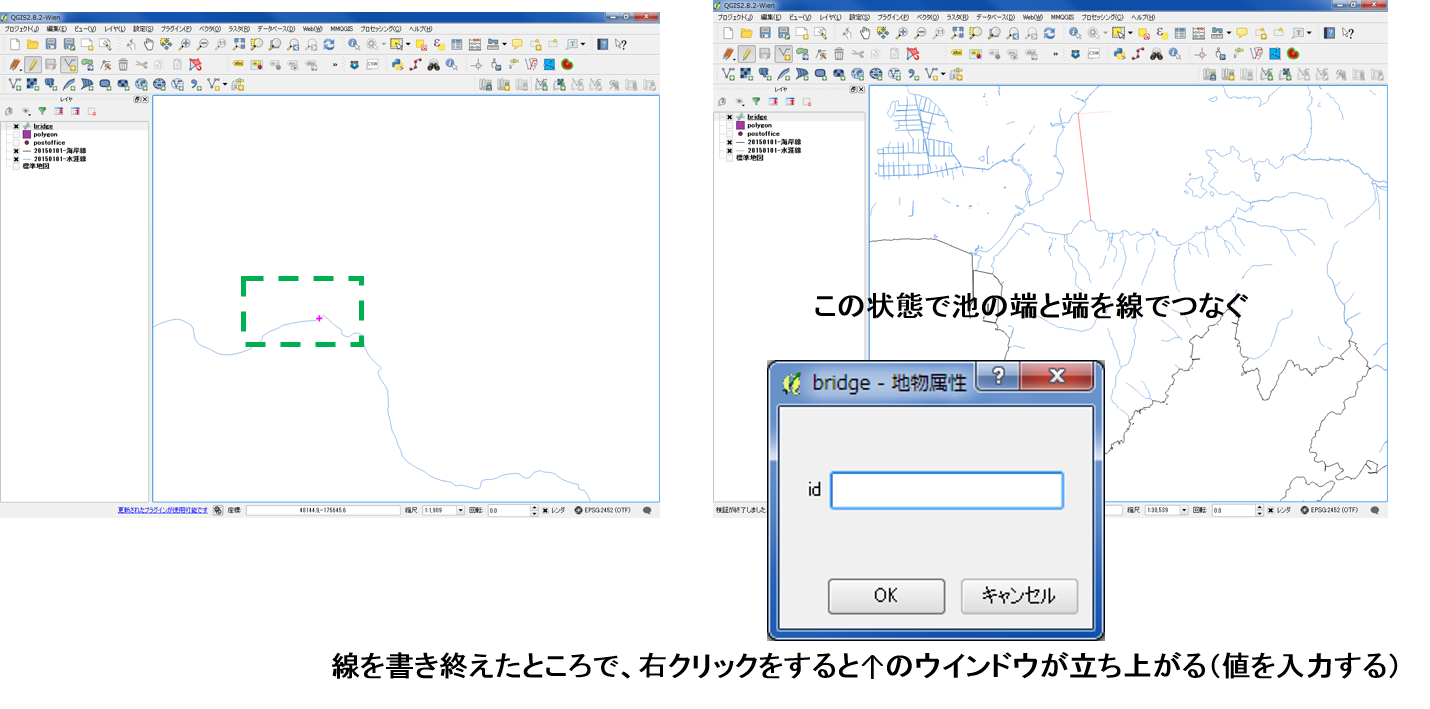 QGIS2.8.2-Wien
プロジェクト(J) 編集(E) ビュー(V) レイヤ(L) 設定(S) プラグイン(P) ベクタ(O) ラスタ(R) データベース(D) Web(W) MMQGIS プロセッシング(C) ヘルプ(H)
レイヤ
bridge
polygon
postoffice
20150101-海岸線
20150101-水涯線
標準地図
更新されたプラグインが使用可能です 座標: 48144.9,-175645.6 縮尺 1:1,909 回転: 0.0 レンダ EPSG:2452 (OTF)
QGIS2.8.2-Wien
プロジェクト(J) 編集(E) ビュー(V) レイヤ(L) 設定(S) プラグイン(P) ベクタ(O) ラスタ(R) データベース(D) Web(W) MMQGIS プロセッシング(C) ヘルプ(H)
レイヤ
bridge
polygon
postoffice
20150101-海岸線
20150101-水涯線
標準地図
この状態で池の端と端を線でつなぐ
bridge - 地物属性
id
OK キャンセル
検証が終了しました 縮尺 1:30,539 回転: 0.0 レンダ EPSG:2452 (OTF)
線を書き終えたところで、右クリックをすると↑のウインドウが立ち上がる（値を入力する）